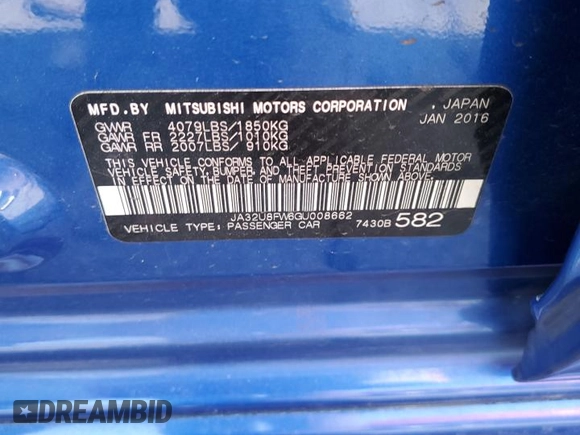 MFD.BY MITSUBISHI MOTORS CORPORATION . JAPAN
JAN 2016
GVWR 4079LBS/1850KG
GAWR FR 2227LBS/1010KG
GAWR RR 2007LBS/ 910KG
THIS VEHICLE CONFORMS TO ALL APPLICABLE FEDERAL MOTOR
VEHICLE SAFETY, BUMPER, AND THEFT PREVENTION STANDARDS
IN EFFECT ON THE DATE OF MANUFACTURE SHOWN ABOVE.
JA32U8FW6GU008662
VEHICLE TYPE: PASSENGER CAR 7430B 582
DREAMBID